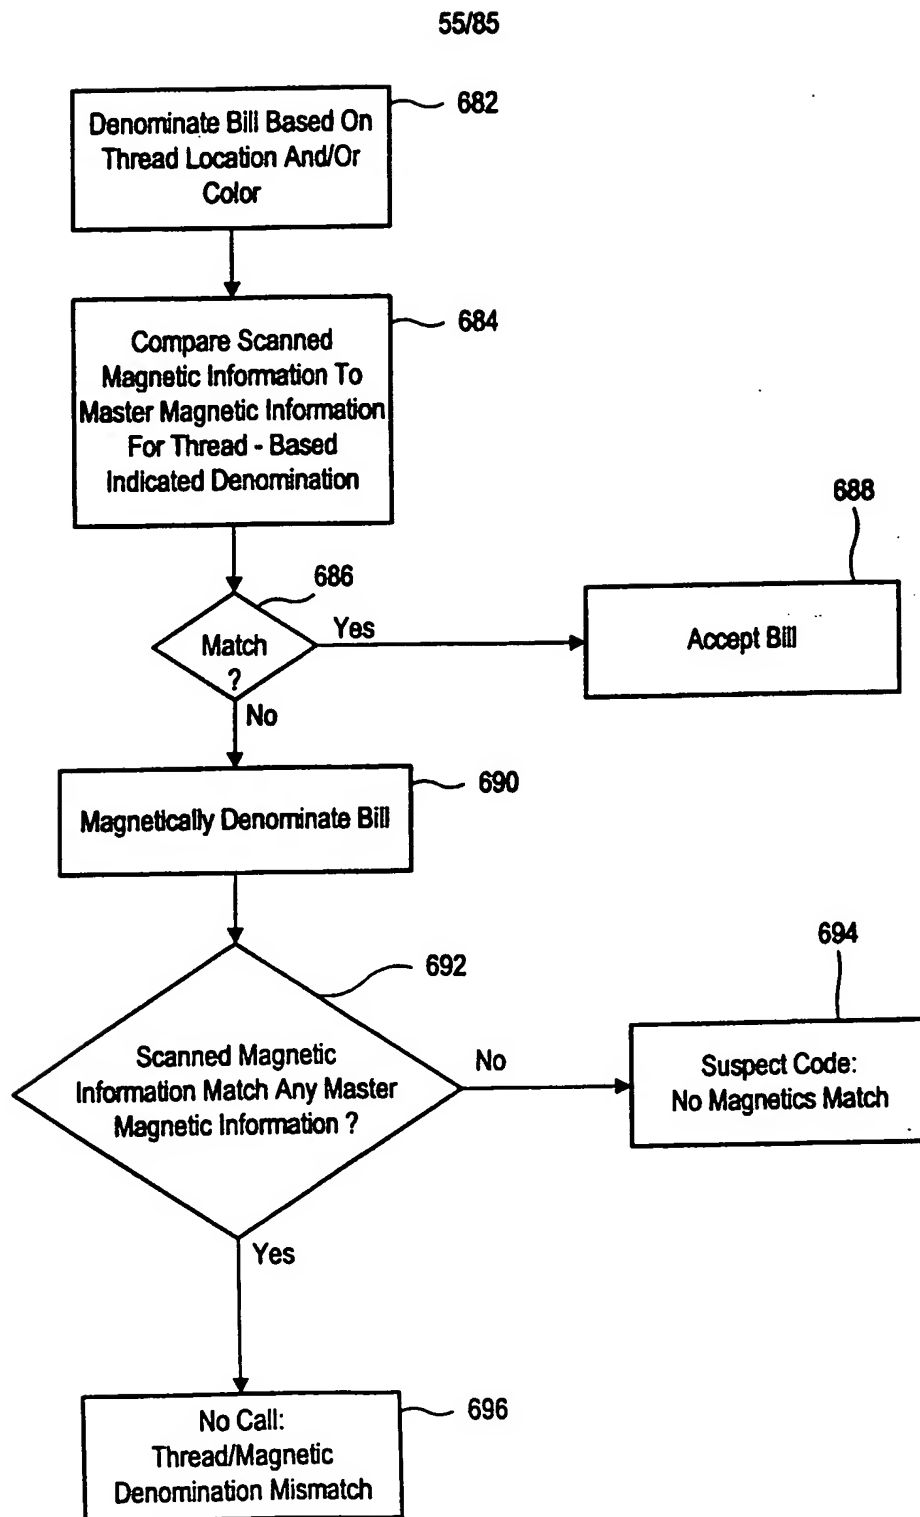 55/85
682
Denominate Bill Based On
Thread Location And/Or
Color
684
Compare Scanned
Magnetic Information To
Master Magnetic Information
For Thread - Based
Indicated Denomination
688
686
Match
?
Yes
Accept Bill
No
690
Magnetically Denominate Bill
694
692
Scanned Magnetic
Information Match Any Master
Magnetic Information ?
No
Suspect Code:
No Magnetics Match
Yes
696
No Call:
Thread/Magnetic
Denomination Mismatch